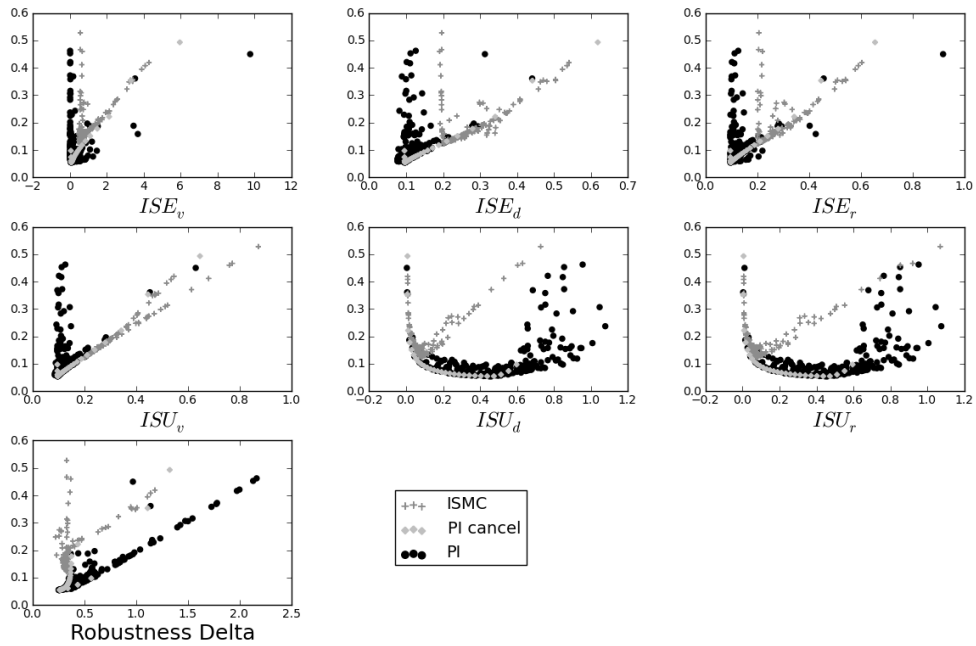 0.6 0.5 0.4 0.3 0.2 0.1 0.0
−2 0 2 4 6 8 10 12
ISE_v
0.6 0.5 0.4 0.3 0.2 0.1 0.0
0.0 0.1 0.2 0.3 0.4 0.5 0.6 0.7
ISE_d
0.6 0.5 0.4 0.3 0.2 0.1 0.0
0.0 0.2 0.4 0.6 0.8 1.0
ISE_r
0.6 0.5 0.4 0.3 0.2 0.1 0.0
0.0 0.2 0.4 0.6 0.8 1.0
ISU_v
0.6 0.5 0.4 0.3 0.2 0.1 0.0
−0.2 0.0 0.2 0.4 0.6 0.8 1.0 1.2
ISU_d
0.6 0.5 0.4 0.3 0.2 0.1 0.0
−0.2 0.0 0.2 0.4 0.6 0.8 1.0 1.2
ISU_r
0.6 0.5 0.4 0.3 0.2 0.1 0.0
0.0 0.5 1.0 1.5 2.0 2.5
Robustness Delta
ISMC
PI cancel
PI